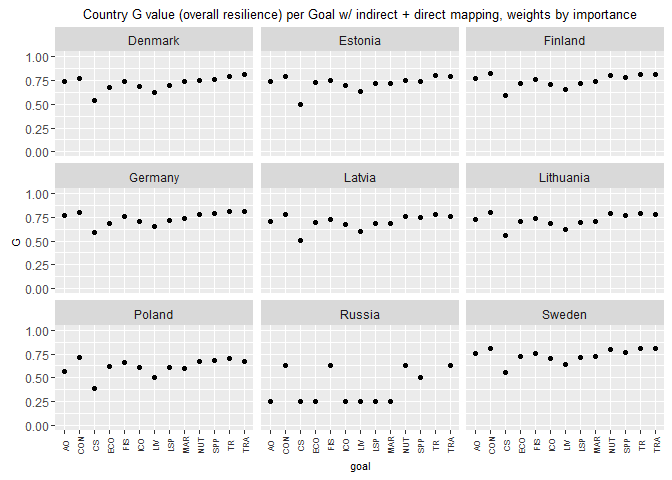 Country G value (overall resilience) per Goal w/ indirect + direct mapping, weights by importance
Denmark Estonia Finland
1.00
0.75
0.50
0.25
0.00
Germany Latvia Lithuania
1.00
0.75
0.50
0.25
0.00
G
Poland Russia Sweden
1.00
0.75
0.50
0.25
0.00
AO CON CS ECO FIS ICO LIV LSP MAR NUT SPP TR TRA AO CON CS ECO FIS ICO LIV LSP MAR NUT SPP TR TRA AO CON CS ECO FIS ICO LIV LSP MAR NUT SPP TR TRA
goal